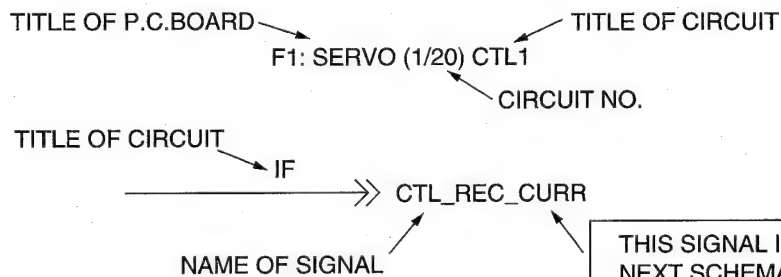 TITLE OF P.C.BOARD TITLE OF CIRCUIT
F1: SERVO (1/20) CTL1
CIRCUIT NO.
TITLE OF CIRCUIT
IF
CTL_REC_CURR
NAME OF SIGNAL
THIS SIGNAL
NEXT